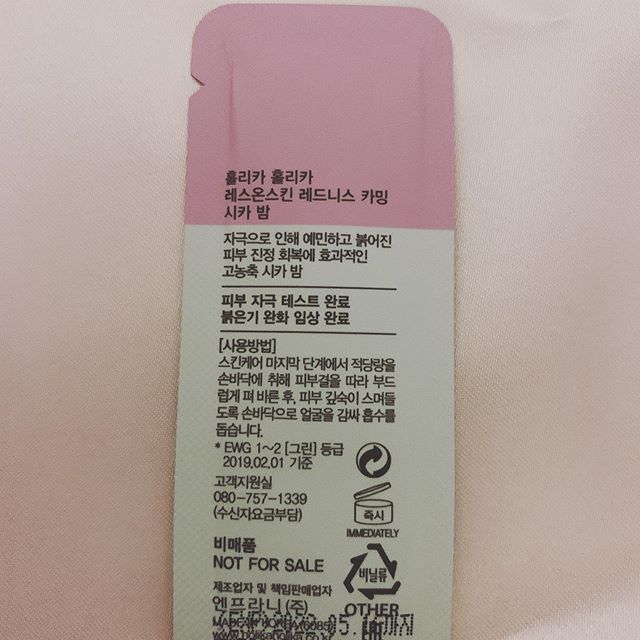 홀리카 홀리카
레스온스킨 레드니스 카밍
시카 밤
자극으로 인해 예민하고 붉어진
피부 진정 회복에 효과적인
고농축 시카 밤
피부 자극 테스트 완료
붉은기 완화 임상 완료
[사용방법]
스킨케어 마지막 단계에서 적당량을
손바닥에 취해 피부결을 따라 부드
럽게 펴 바른 후, 피부 깊숙이 스며들
도록 손바닥으로 얼굴을 감싸 흡수를
돕습니다.
* EWG 1~2 [그린] 등급
2019.02.01 기준
고객지원실
080-757-1339
(수신자요금부담)
즉시
IMMEDIATELY
비매품
NOT FOR SALE
비닐류
OTHER
제조업자 및 책임판매업자
엔프라니(주)
MADE IN KOREA
www.holikaholika.co.kr